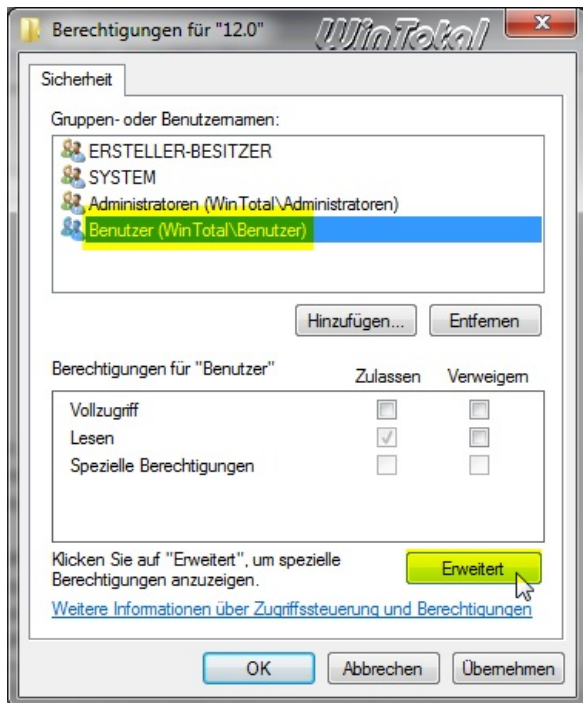 Berechtigungen für "12.0"
WinTotal
Sicherheit
Gruppen- oder Benutzernamen:
ERSTELLER-BESITZER
SYSTEM
Administratoren (WinTotal\Administratoren)
Benutzer (WinTotal\Benutzer)
Hinzufügen...
Entfernen
Berechtigungen für "Benutzer"
Zulassen
Verweigern
Vollzugriff
Lesen
Spezielle Berechtigungen
Klicken Sie auf "Erweitert", um spezielle
Berechtigungen anzuzeigen.
Erweitert
Weitere Informationen über Zugriffssteuerung und Berechtigungen
OK
Abbrechen
Übernehmen